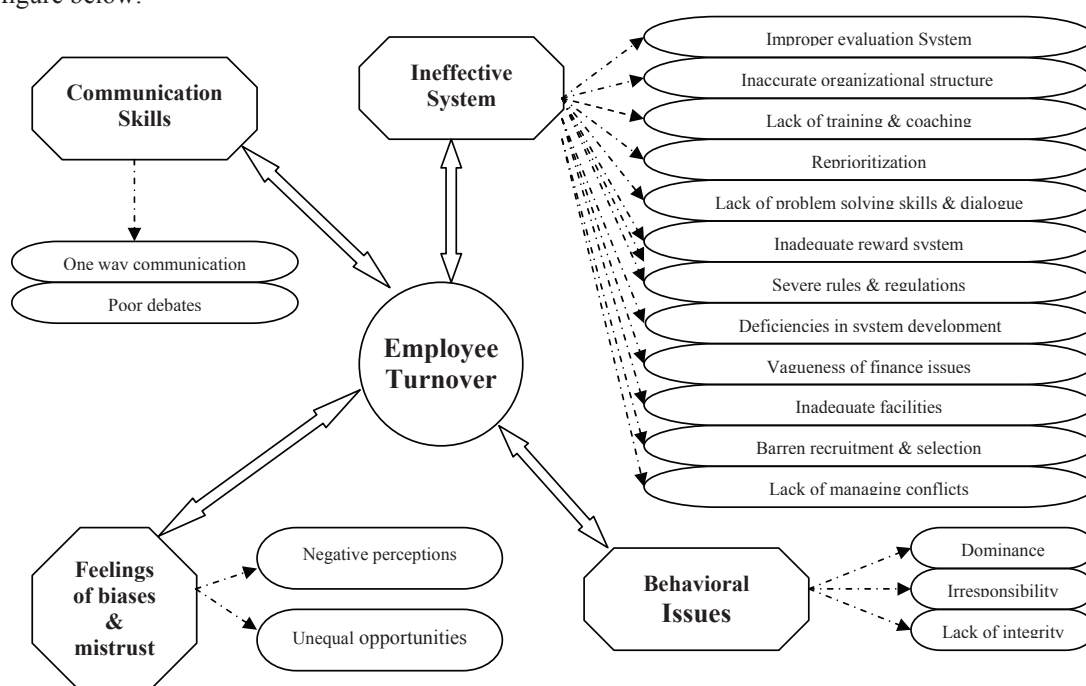 figure below.
Communication
Skills
One way communication
Poor debates
Ineffective
System
Improper evaluation System
Inaccurate organizational structure
Lack of training & coaching
Reprioritization
Lack of problem solving skills & dialogue
Inadequate reward system
Severe rules & regulations
Deficiencies in system development
Vagueness of finance issues
Inadequate facilities
Barren recruitment & selection
Lack of managing conflicts
Employee
Turnover
Feelings
of biases
&
mistrust
Negative perceptions
Unequal opportunities
Behavioral
Issues
Dominance
Irresponsibility
Lack of integrity